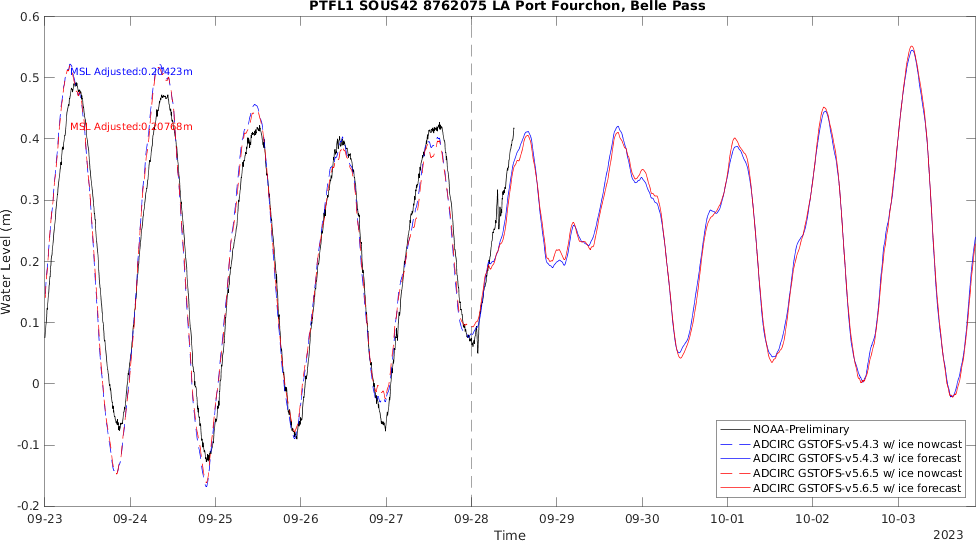 PTFL1 SOUS42 8762075 LA Port Fourchon, Belle Pass
0.6
0.5
0.4
0.3
0.2
0.1
0
-0.1
-0.2
Water Level (m)
MSL Adjusted:0.20423m
MSL Adjusted:0.20768m
NOAA-Preliminary
ADCIRC GSTOFS-v5.4.3 w/ ice nowcast
ADCIRC GSTOFS-v5.4.3 w/ ice forecast
ADCIRC GSTOFS-v5.6.5 w/ ice nowcast
ADCIRC GSTOFS-v5.6.5 w/ ice forecast
09-23 09-24 09-25 09-26 09-27 09-28 09-29 09-30 10-01 10-02 10-03
Time
2023